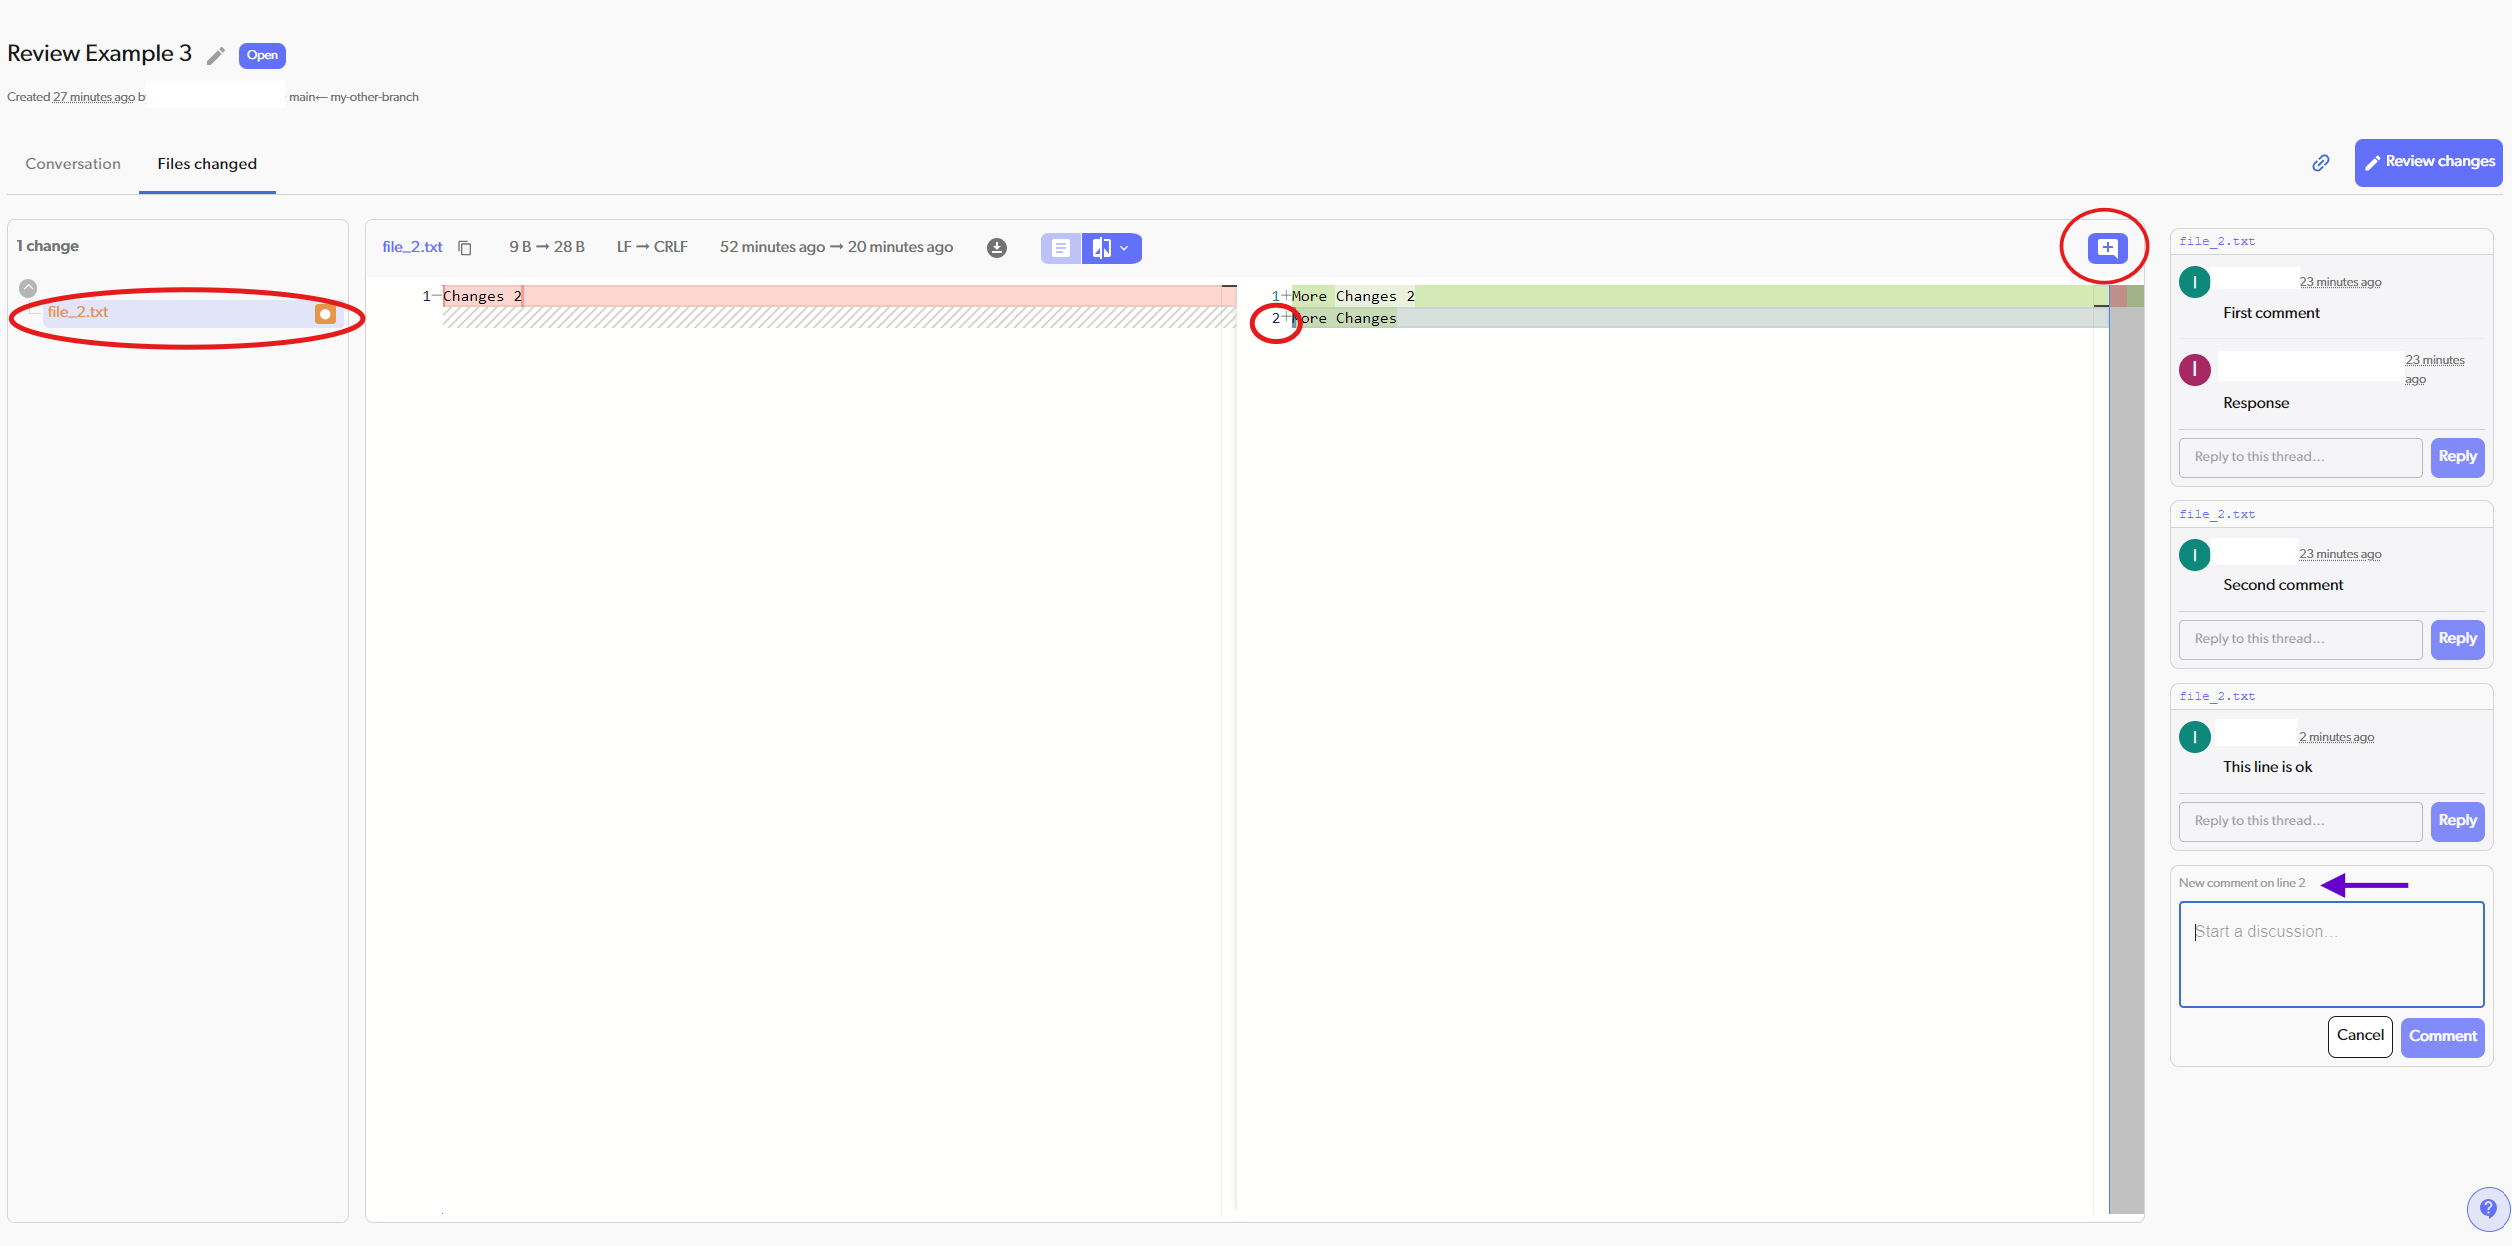 Review Example 3 Open
Created 27 minutes ago b main← my-other-branch
Conversation Files changed
Review changes
1 change
file_2.txt
file_2.txt 9 B → 28 B LF → CRLF 52 minutes ago → 20 minutes ago
1 − Changes 2
1 + More Changes 2
2 + More Changes
file_2.txt
I 23 minutes ago
First comment
I 23 minutes
ago
Response
Reply to this thread... Reply
file_2.txt
I 23 minutes ago
Second comment
Reply to this thread... Reply
file_2.txt
I 2 minutes ago
This line is ok
Reply to this thread... Reply
New comment on line 2
Start a discussion...
Cancel Comment